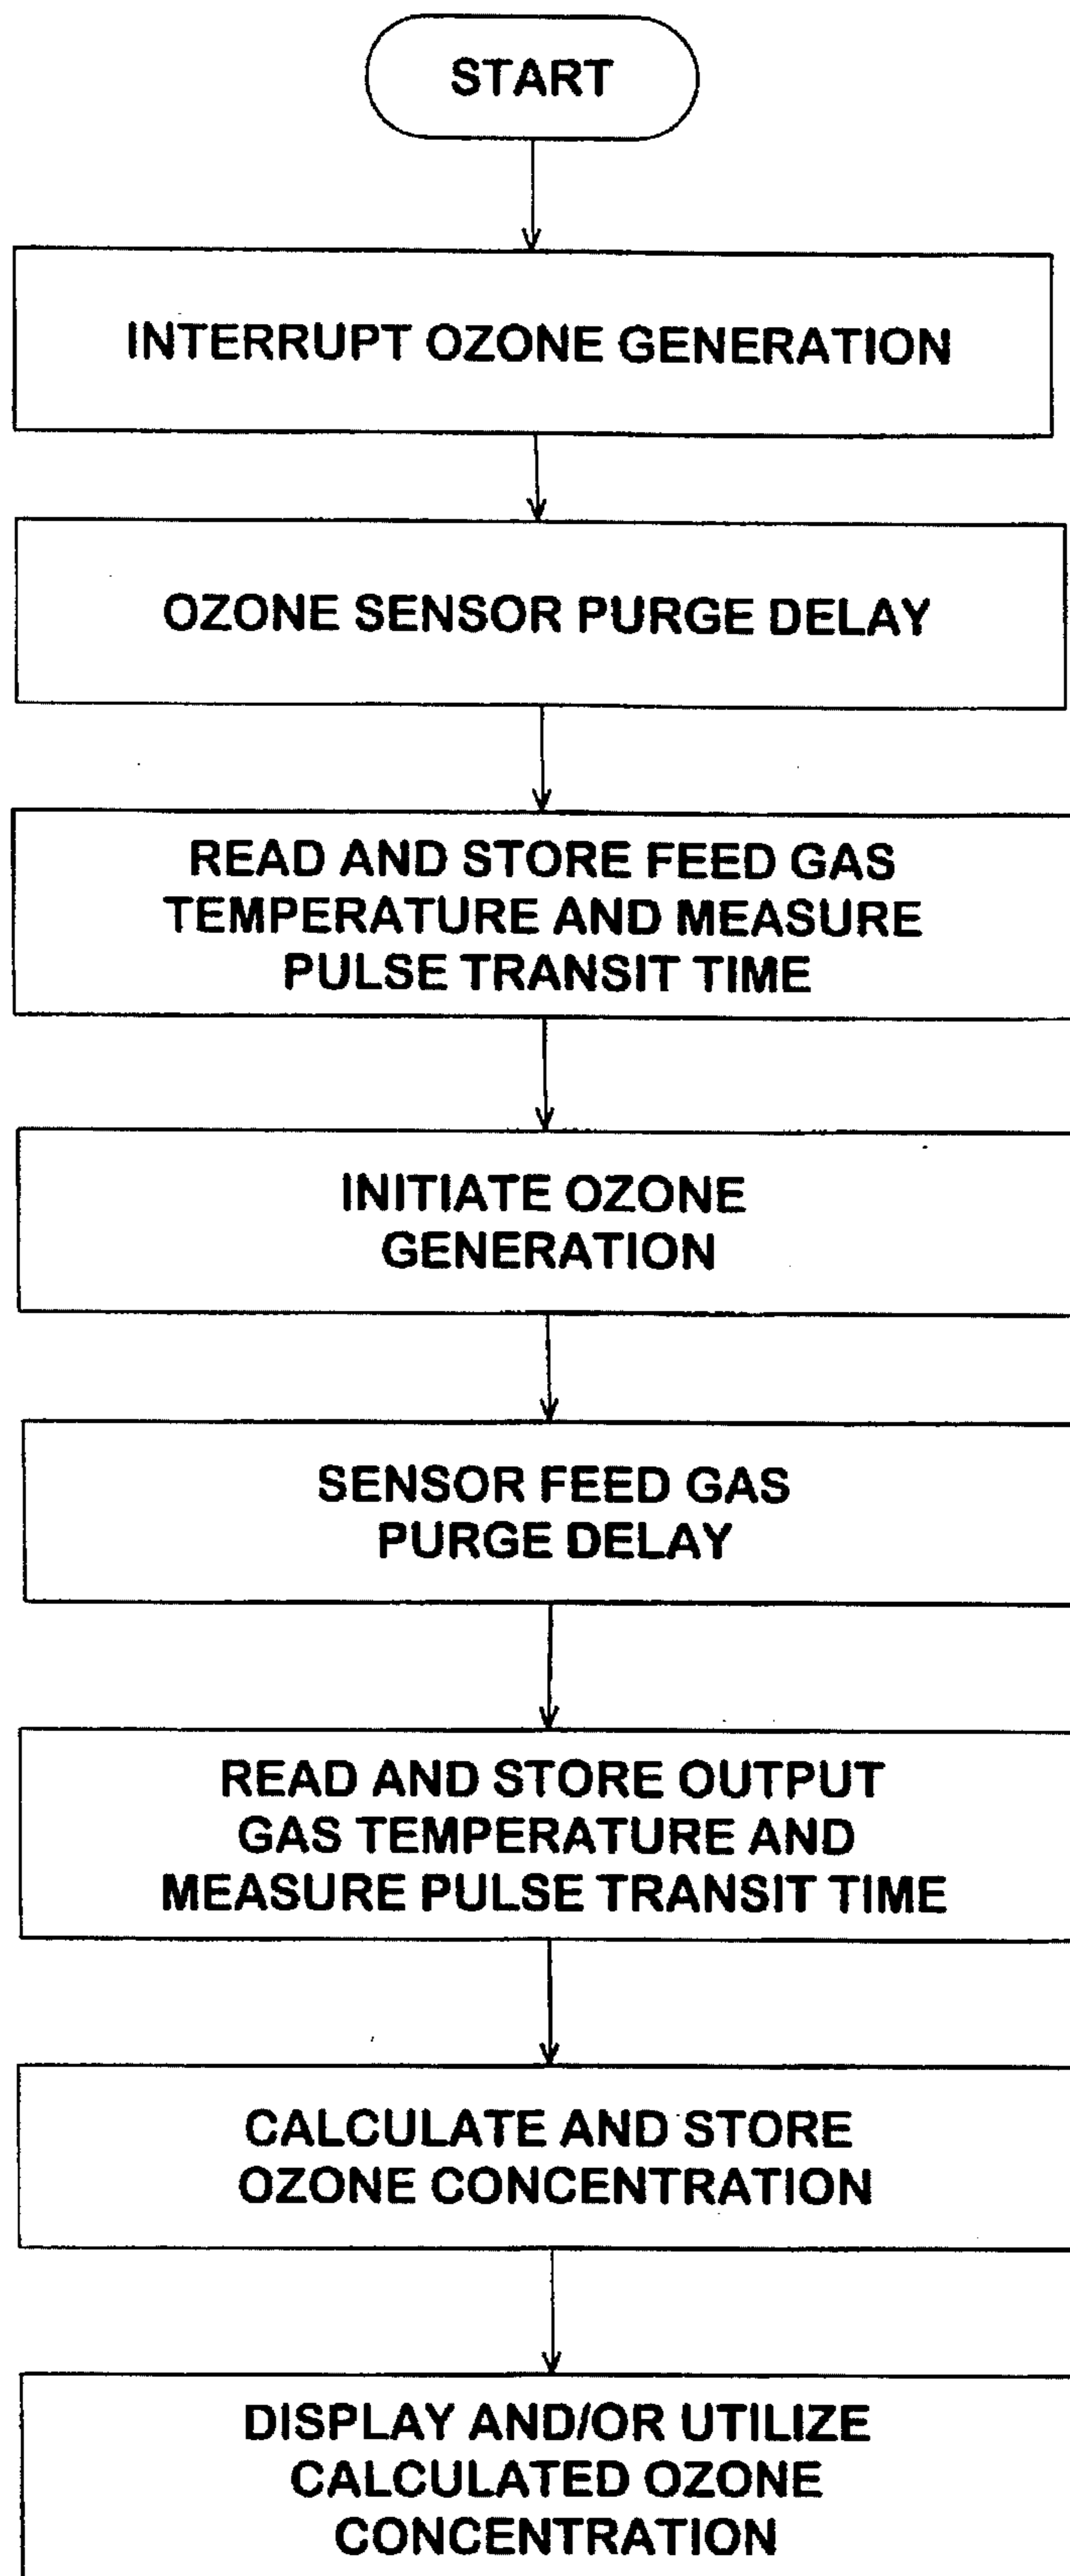 START
INTERRUPT OZONE GENERATION
OZONE SENSOR PURGE DELAY
READ AND STORE FEED GAS
TEMPERATURE AND MEASURE
PULSE TRANSIT TIME
INITIATE OZONE
GENERATION
SENSOR FEED GAS
PURGE DELAY
READ AND STORE OUTPUT
GAS TEMPERATURE AND
MEASURE PULSE TRANSIT TIME
CALCULATE AND STORE
OZONE CONCENTRATION
DISPLAY AND/OR UTILIZE
CALCULATED OZONE
CONCENTRATION